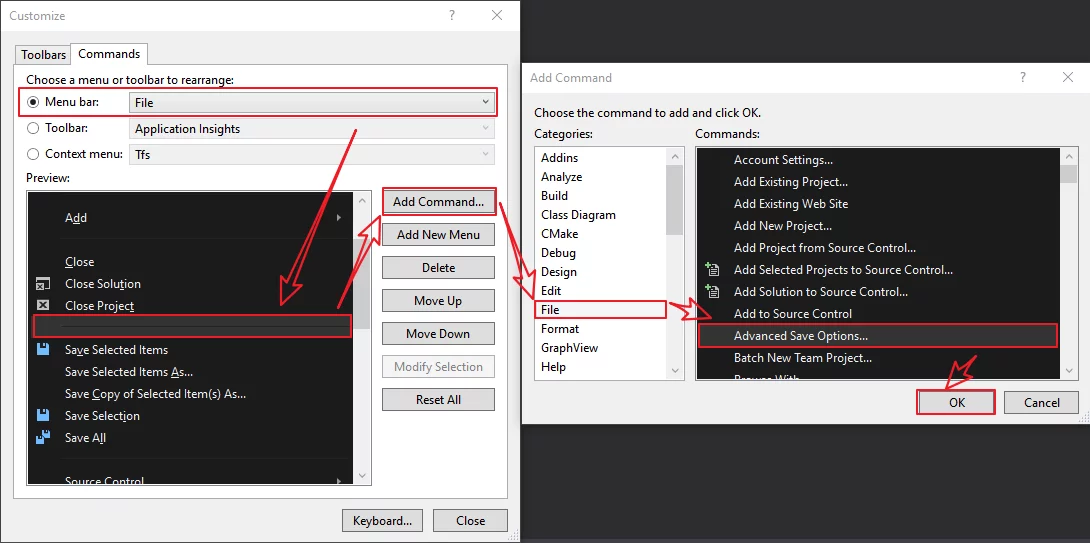 Customize
?
Toolbars
Commands
Choose a menu or toolbar to rearrange:
Menu bar: File
Toolbar: Application Insights
Context menu: Tfs
Preview:
Add
Close
Close Solution
Close Project
Save Selected Items
Save Selected Items As...
Save Copy of Selected Item(s) As...
Save Selection
Save All
Source Control
Add Command...
Add New Menu
Delete
Move Up
Move Down
Modify Selection
Reset All
Keyboard...
Close
Add Command
?
Choose the command to add and click OK.
Categories:
Addins
Analyze
Build
Class Diagram
CMake
Debug
Design
Edit
File
Format
GraphView
Help
Commands:
Account Settings...
Add Existing Project...
Add Existing Web Site
Add New Project...
Add Project from Source Control...
Add Selected Projects to Source Control...
Add Solution to Source Control...
Add to Source Control
Advanced Save Options...
Batch New Team Project...
Browse With...
OK
Cancel